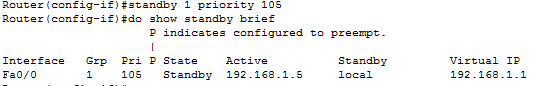 Router(config-if)#standby 1 priority 105
Router(config-if)#do show standby brief
P indicates configured to preempt.
|
Interface Grp Pri P State Active Standby Virtual IP
Fa0/0 1 105 Standby 192.168.1.5 local 192.168.1.1